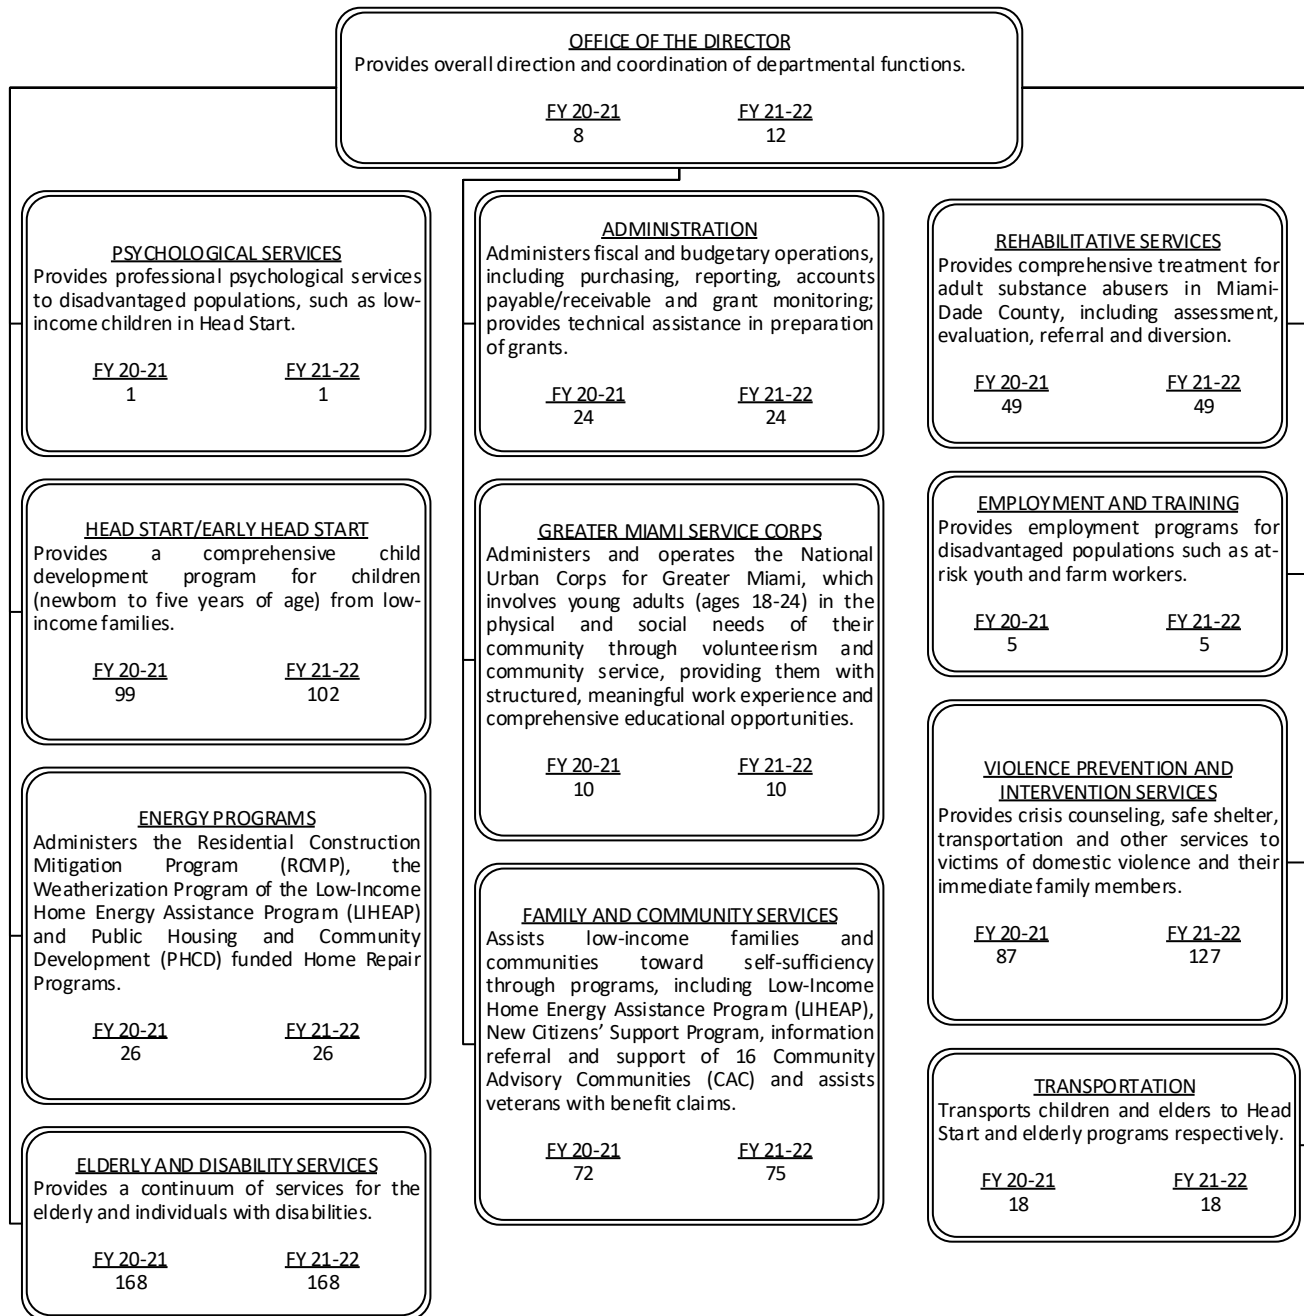 OFFICE OF THE DIRECTOR
Provides overall direction and coordination of departmental functions.
FY 20-21 FY 21-22
8 12
PSYCHOLOGICAL SERVICES
Provides professional psychological services
to disadvantaged populations, such as low-
income children in Head Start.
FY 20-21 FY 21-22
1 1
HEAD START/EARLY HEAD START
Provides a comprehensive child
development program for children
(newborn to five years of age) from low-
income families.
FY 20-21 FY 21-22
99 102
ENERGY PROGRAMS
Administers the Residential Construction
Mitigation Program (RCMP), the
Weatherization Program of the Low-Income
Home Energy Assistance Program (LIHEAP)
and Public Housing and Community
Development (PHCD) funded Home Repair
Programs.
FY 20-21 FY 21-22
26 26
ELDERLY AND DISABILITY SERVICES
Provides a continuum of services for the
elderly and individuals with disabilities.
FY 20-21 FY 21-22
168 168
ADMINISTRATION
Administers fiscal and budgetary operations,
including purchasing, reporting, accounts
payable/receivable and grant monitoring;
provides technical assistance in preparation
of grants.
FY 20-21 FY 21-22
24 24
GREATER MIAMI SERVICE CORPS
Administers and operates the National
Urban Corps for Greater Miami, which
involves young adults (ages 18-24) in the
physical and social needs of their
community through volunteerism and
community service, providing them with
structured, meaningful work experience and
comprehensive educational opportunities.
FY 20-21 FY 21-22
10 10
FAMILY AND COMMUNITY SERVICES
Assists low-income families and
communities toward self-sufficiency
through programs, including Low-Income
Home Energy Assistance Program (LIHEAP),
New Citizens' Support Program, information
referral and support of 16 Community
Advisory Communities (CAC) and assists
veterans with benefit claims.
FY 20-21 FY 21-22
72 75
REHABILITATIVE SERVICES
Provides comprehensive treatment for
adult substance abusers in Miami-
Dade County, including assessment,
evaluation, referral and diversion.
FY 20-21 FY 21-22
49 49
EMPLOYMENT AND TRAINING
Provides employment programs for
disadvantaged populations such as at-
risk youth and farm workers.
FY 20-21 FY 21-22
5 5
VIOLENCE PREVENTION AND
INTERVENTION SERVICES
Provides crisis counseling, safe shelter,
transportation and other services to
victims of domestic violence and their
immediate family members.
FY 20-21 FY 21-22
87 127
TRANSPORTATION
Transports children and elders to Head
Start and elderly programs respectively.
FY 20-21 FY 21-22
18 18